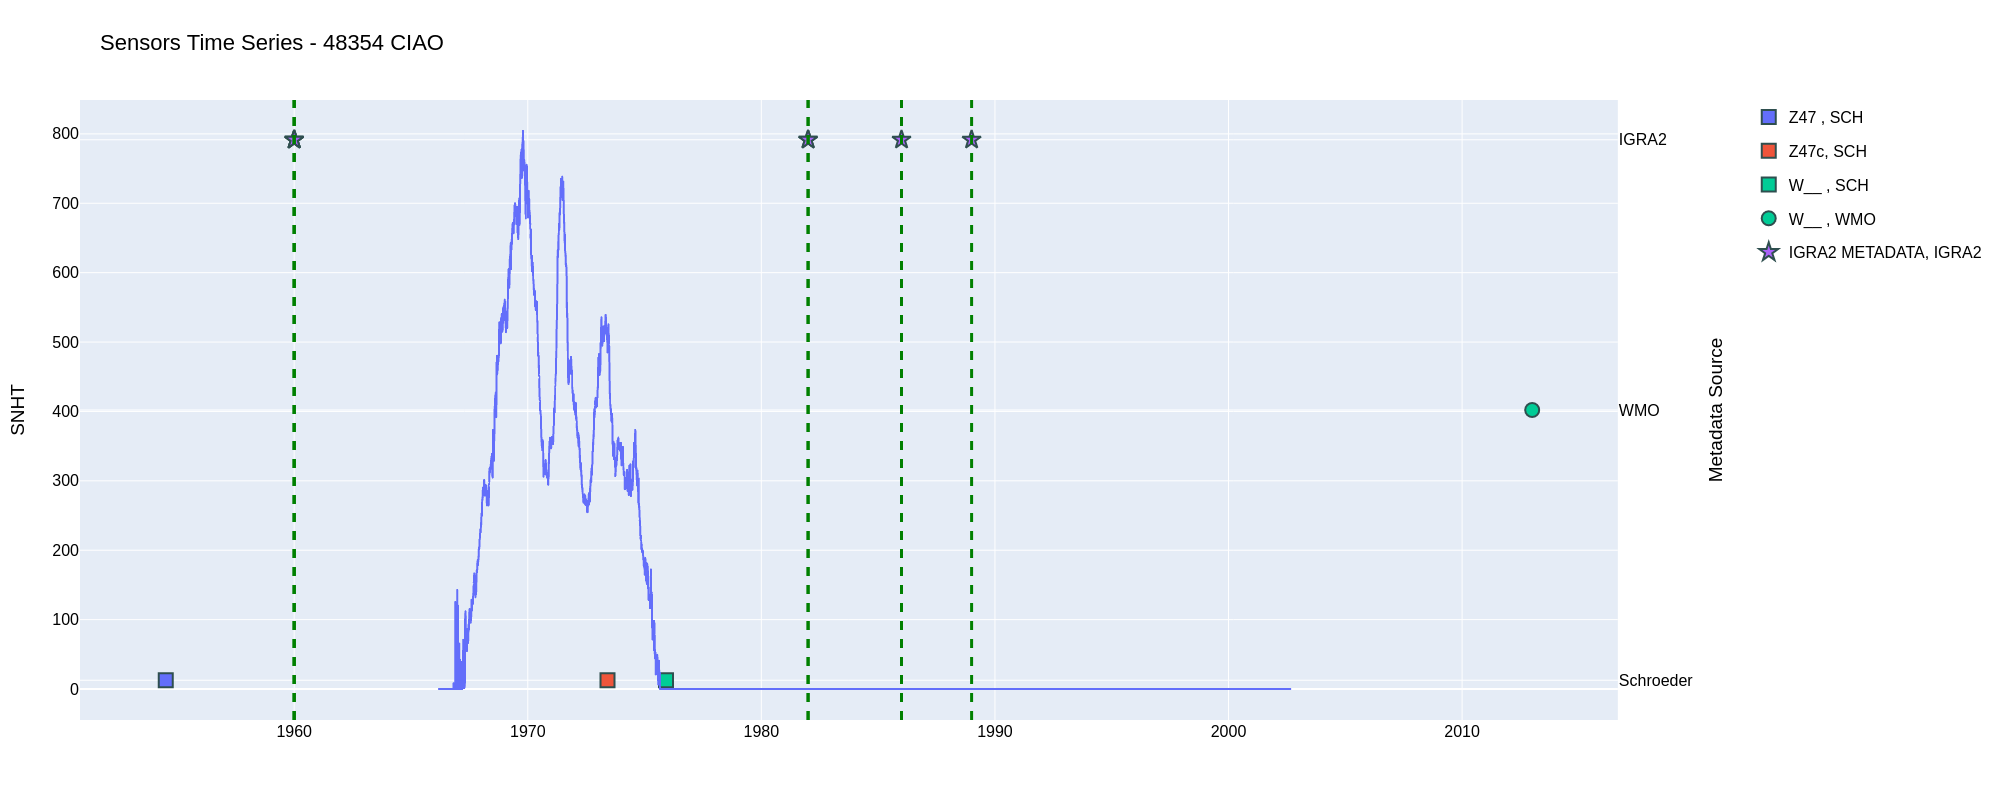 Sensors Time Series - 48354 CIAO
SNHT
800
700
600
500
400
300
200
100
0
1960
1970
1980
1990
2000
2010
IGRA2
WMO
Schroeder
Metadata Source
Z47 , SCH
Z47c, SCH
W__ , SCH
W__ , WMO
IGRA2 METADATA, IGRA2